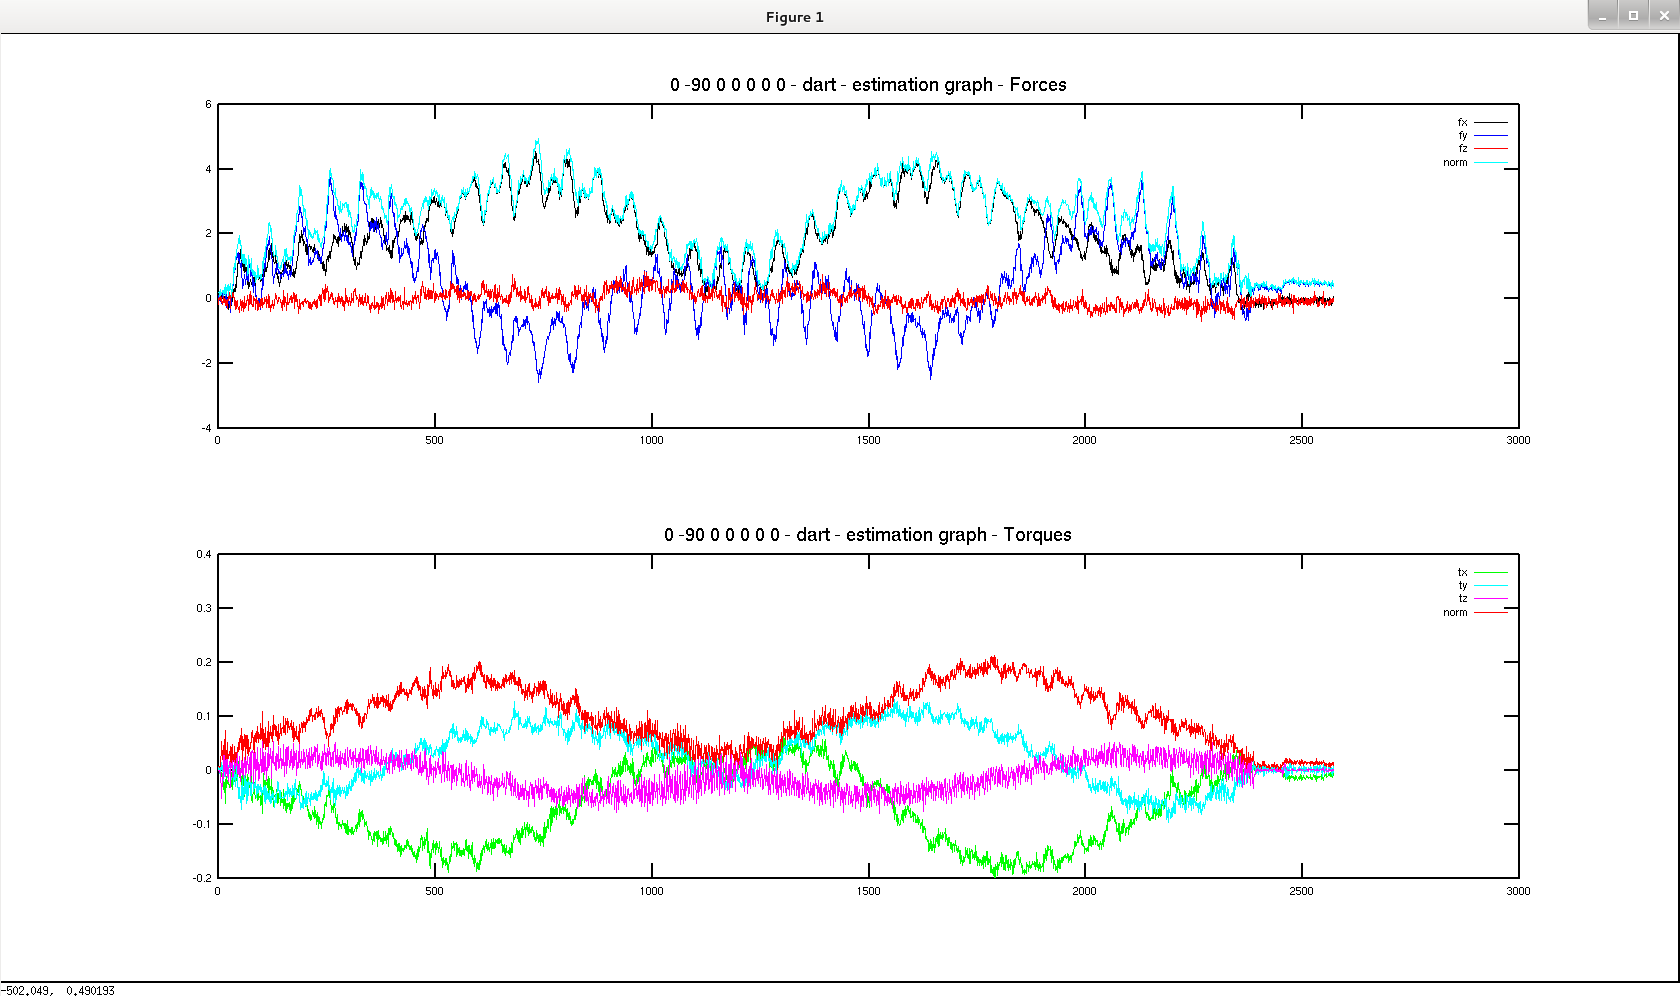 Figure 1
0 -90 0 0 0 0 0 - dart - estimation graph - Forces
6
4
2
0
-2
-4
0 500 1000 1500 2000 2500 3000
fx
fy
fz
norm
0 -90 0 0 0 0 0 - dart - estimation graph - Torques
0.4
0.3
0.2
0.1
0
-0.1
-0.2
0 500 1000 1500 2000 2500 3000
tx
ty
tz
norm
-502.049, 0.490193